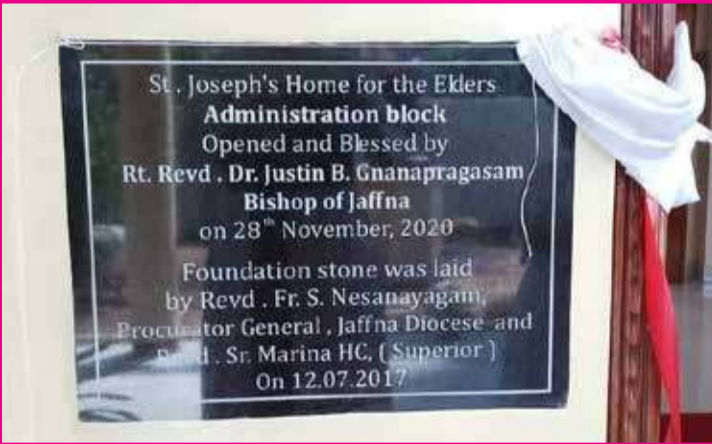 St . Joseph's Home for the Elders
Administration block
Opened and Blessed by
Rt. Revd . Dr. Justin B. Gnanapragasam
Bishop of Jaffna
on 28th November, 2020
Foundation stone was laid
by Revd . Fr. S. Nesanayagam,
Procurator General , Jaffna Diocese and
Revd . Sr. Marina HC, ( Superior )
On 12.07.2017